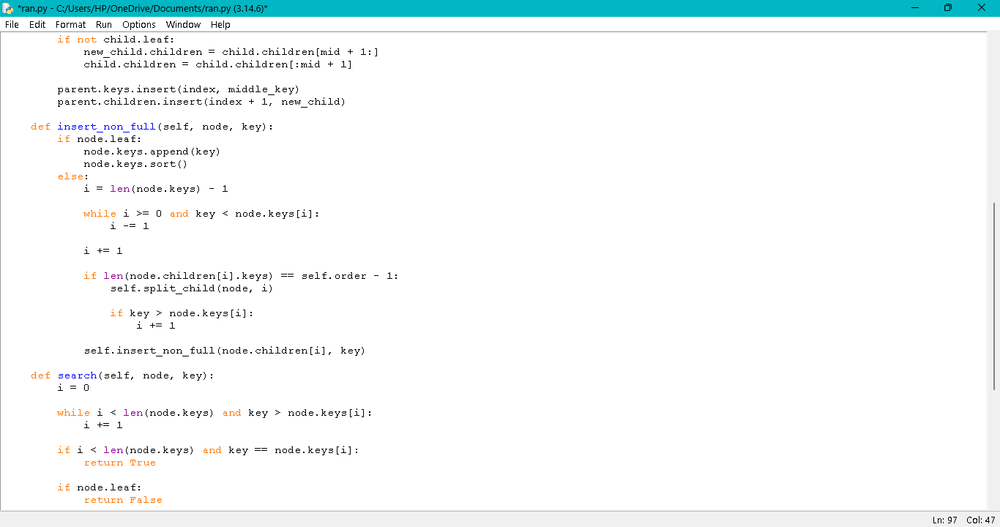 *ran.py - C:/Users/HP/OneDrive/Documents/ran.py (3.14.6)*
File Edit Format Run Options Window Help
        if not child.leaf:
            new_child.children = child.children[mid + 1:]
            child.children = child.children[:mid + 1]

        parent.keys.insert(index, middle_key)
        parent.children.insert(index + 1, new_child)

    def insert_non_full(self, node, key):
        if node.leaf:
            node.keys.append(key)
            node.keys.sort()
        else:
            i = len(node.keys) - 1

            while i >= 0 and key < node.keys[i]:
                i -= 1

            i += 1

            if len(node.children[i].keys) == self.order - 1:
                self.split_child(node, i)

                if key > node.keys[i]:
                    i += 1

            self.insert_non_full(node.children[i], key)

    def search(self, node, key):
        i = 0

        while i < len(node.keys) and key > node.keys[i]:
            i += 1

        if i < len(node.keys) and key == node.keys[i]:
            return True

        if node.leaf:
            return False
Ln: 97 Col: 47